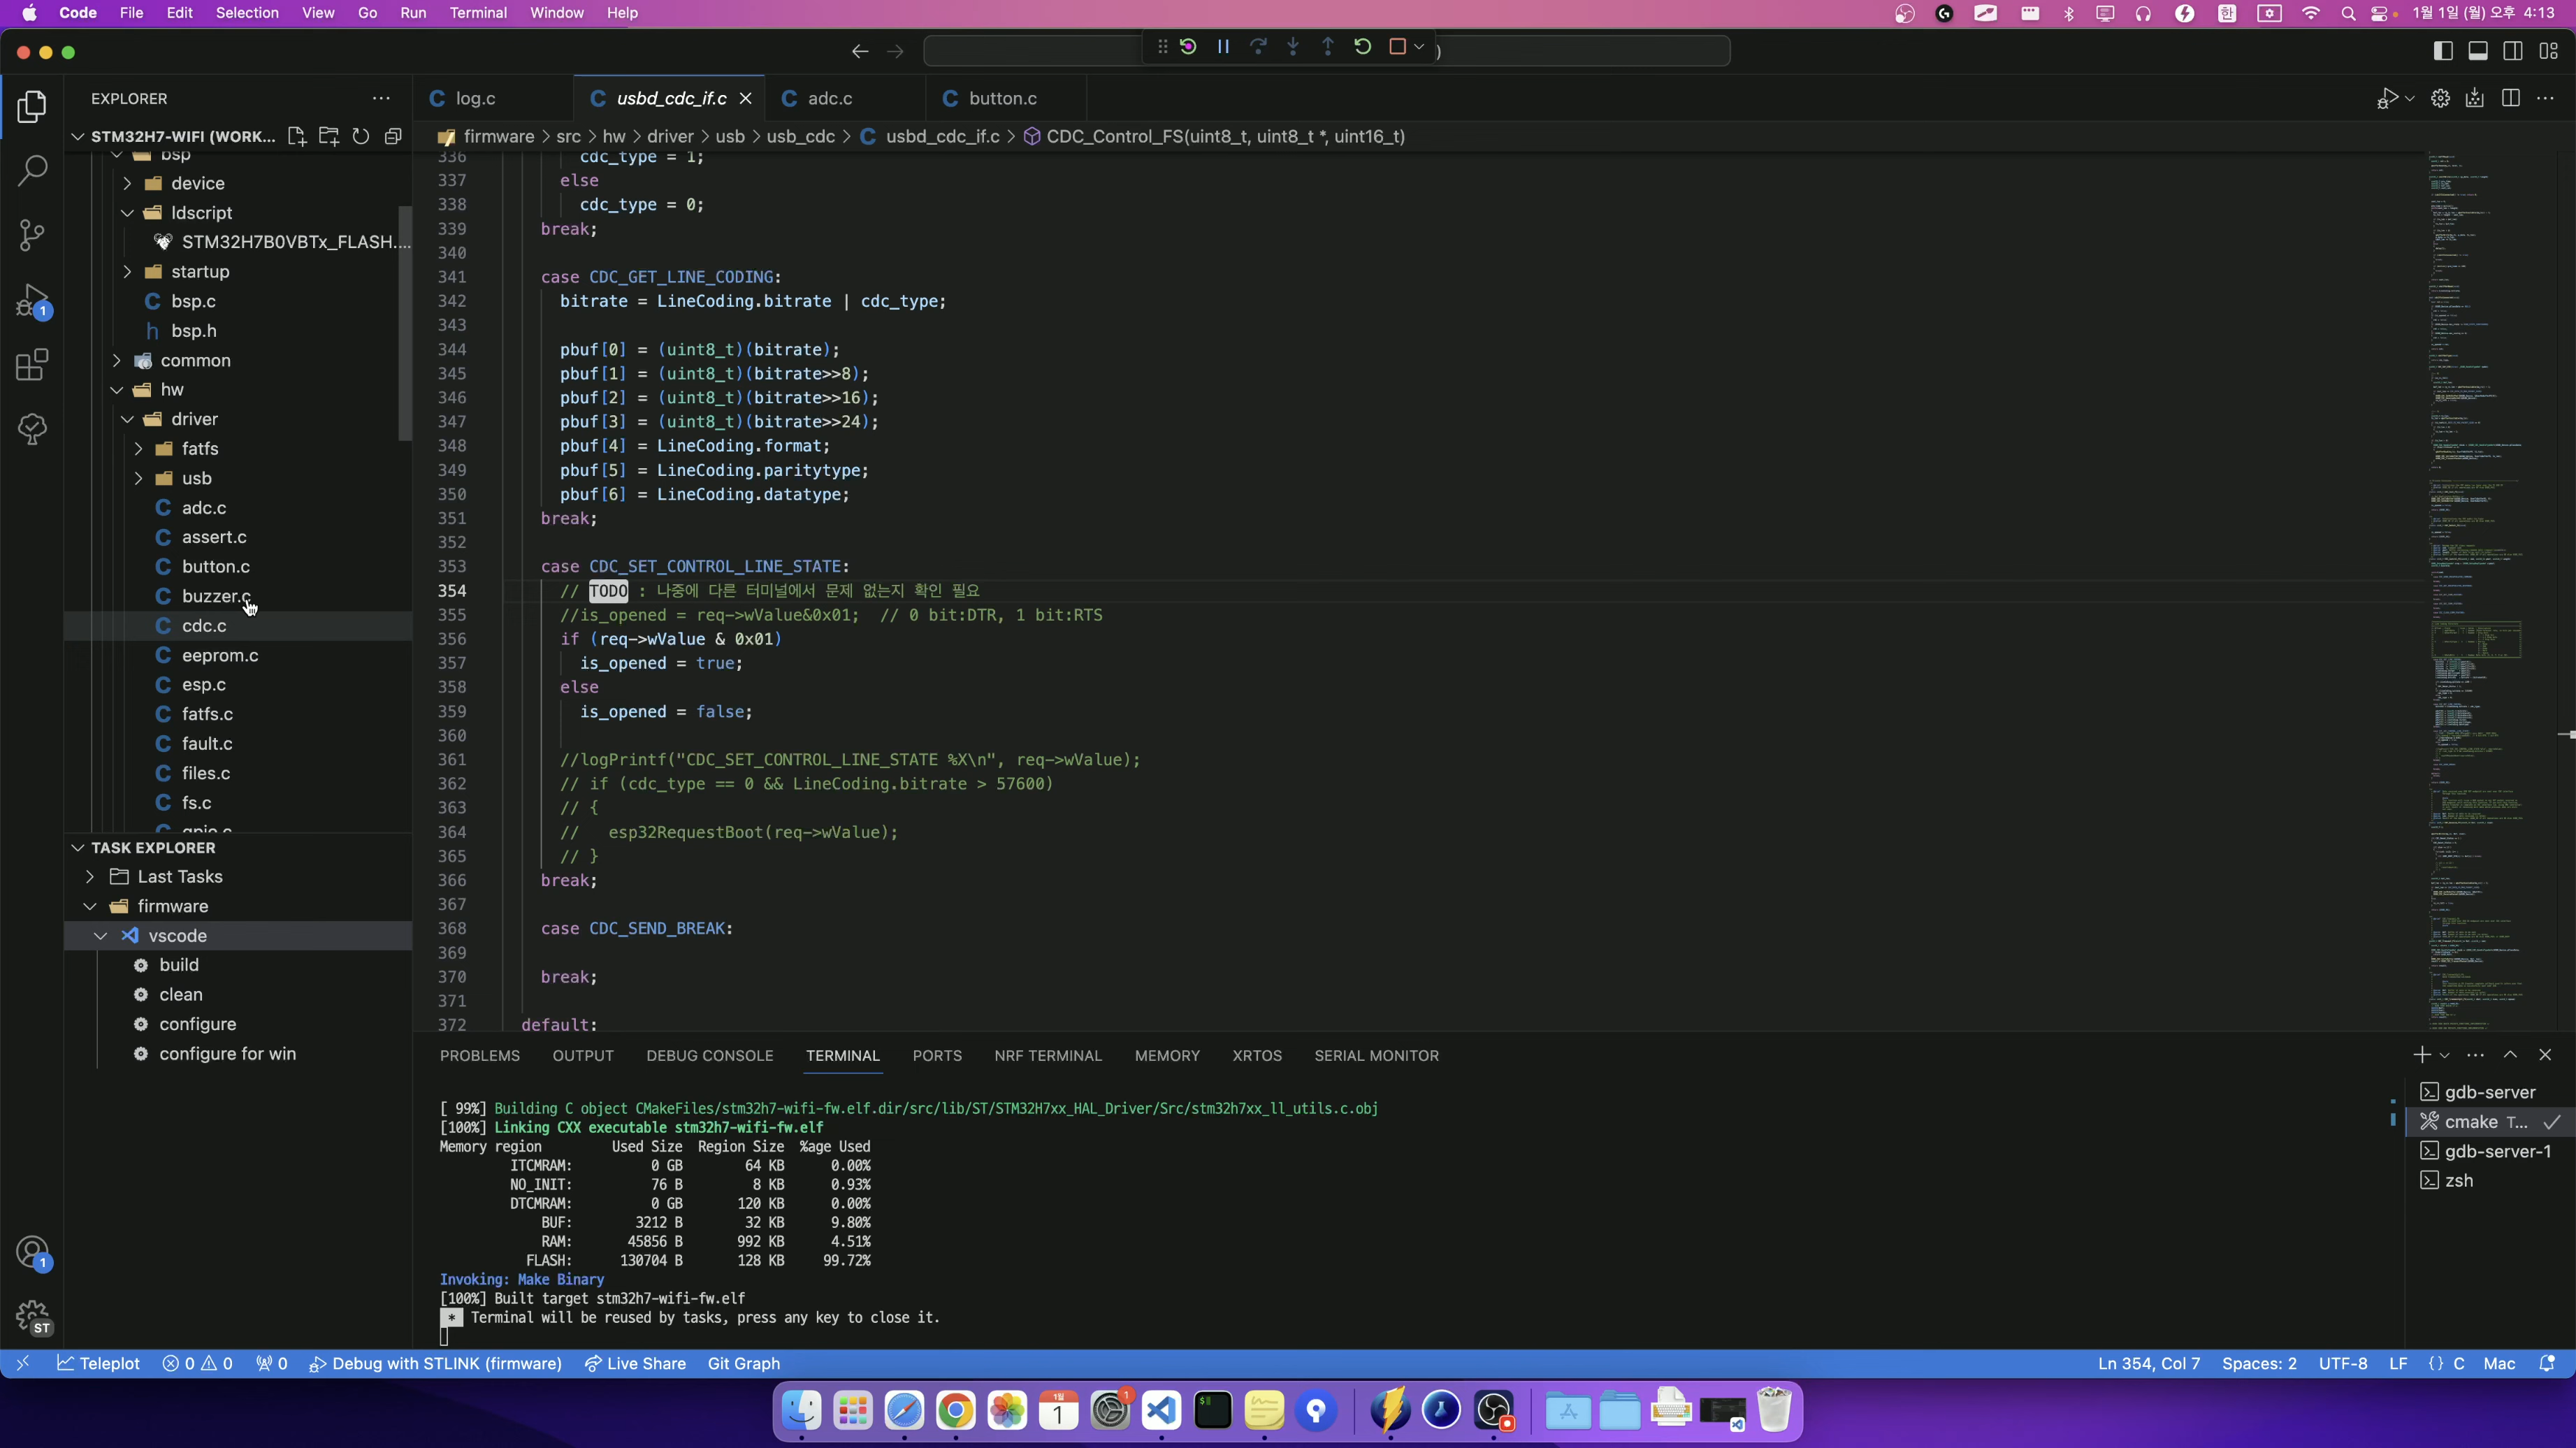 Code File Edit Selection View Go Run Terminal Window Help
1월 1일 (월) 오후 4:13
EXPLORER
log.c
usbd_cdc_if.c
adc.c
button.c
STM32H7-WIFI (WORK...
firmware > src > hw > driver > usb > usb_cdc > usbd_cdc_if.c > CDC_Control_FS(uint8_t, uint8_t *, uint16_t)
bsp
device
ldscript
STM32H7B0VBTx_FLASH....
startup
bsp.c
bsp.h
common
hw
driver
fatfs
usb
adc.c
assert.c
button.c
buzzer.c
cdc.c
eeprom.c
esp.c
fatfs.c
fault.c
files.c
fs.c
gpio.c
TASK EXPLORER
Last Tasks
firmware
vscode
build
clean
configure
configure for win
336 cdc_type = 1;
337 else
338 cdc_type = 0;
339 break;
340
341 case CDC_GET_LINE_CODING:
342 bitrate = LineCoding.bitrate | cdc_type;
343
344 pbuf[0] = (uint8_t)(bitrate);
345 pbuf[1] = (uint8_t)(bitrate>>8);
346 pbuf[2] = (uint8_t)(bitrate>>16);
347 pbuf[3] = (uint8_t)(bitrate>>24);
348 pbuf[4] = LineCoding.format;
349 pbuf[5] = LineCoding.paritytype;
350 pbuf[6] = LineCoding.datatype;
351 break;
352
353 case CDC_SET_CONTROL_LINE_STATE:
354 // TODO : 나중에 다른 터미널에서 문제 없는지 확인 필요
355 //is_opened = req->wValue&0x01; // 0 bit:DTR, 1 bit:RTS
356 if (req->wValue & 0x01)
357 is_opened = true;
358 else
359 is_opened = false;
360
361 //logPrintf("CDC_SET_CONTROL_LINE_STATE %X\n", req->wValue);
362 // if (cdc_type == 0 && LineCoding.bitrate > 57600)
363 // {
364 //   esp32RequestBoot(req->wValue);
365 // }
366 break;
367
368 case CDC_SEND_BREAK:
369
370 break;
371
372 default:
PROBLEMS OUTPUT DEBUG CONSOLE TERMINAL PORTS NRF TERMINAL MEMORY XRTOS SERIAL MONITOR
[ 99%] Building C object CMakeFiles/stm32h7-wifi-fw.elf.dir/src/lib/ST/STM32H7xx_HAL_Driver/Src/stm32h7xx_ll_utils.c.obj
[100%] Linking CXX executable stm32h7-wifi-fw.elf
Memory region Used Size Region Size %age Used
ITCMRAM: 0 GB 64 KB 0.00%
NO_INIT: 76 B 8 KB 0.93%
DTCMRAM: 0 GB 120 KB 0.00%
BUF: 3212 B 32 KB 9.80%
RAM: 45856 B 992 KB 4.51%
FLASH: 130704 B 128 KB 99.72%
Invoking: Make Binary
[100%] Built target stm32h7-wifi-fw.elf
* Terminal will be reused by tasks, press any key to close it.
gdb-server
cmake T...
gdb-server-1
zsh
Teleplot 0 0 0 Debug with STLINK (firmware) Live Share Git Graph
Ln 354, Col 7 Spaces: 2 UTF-8 LF {} C Mac